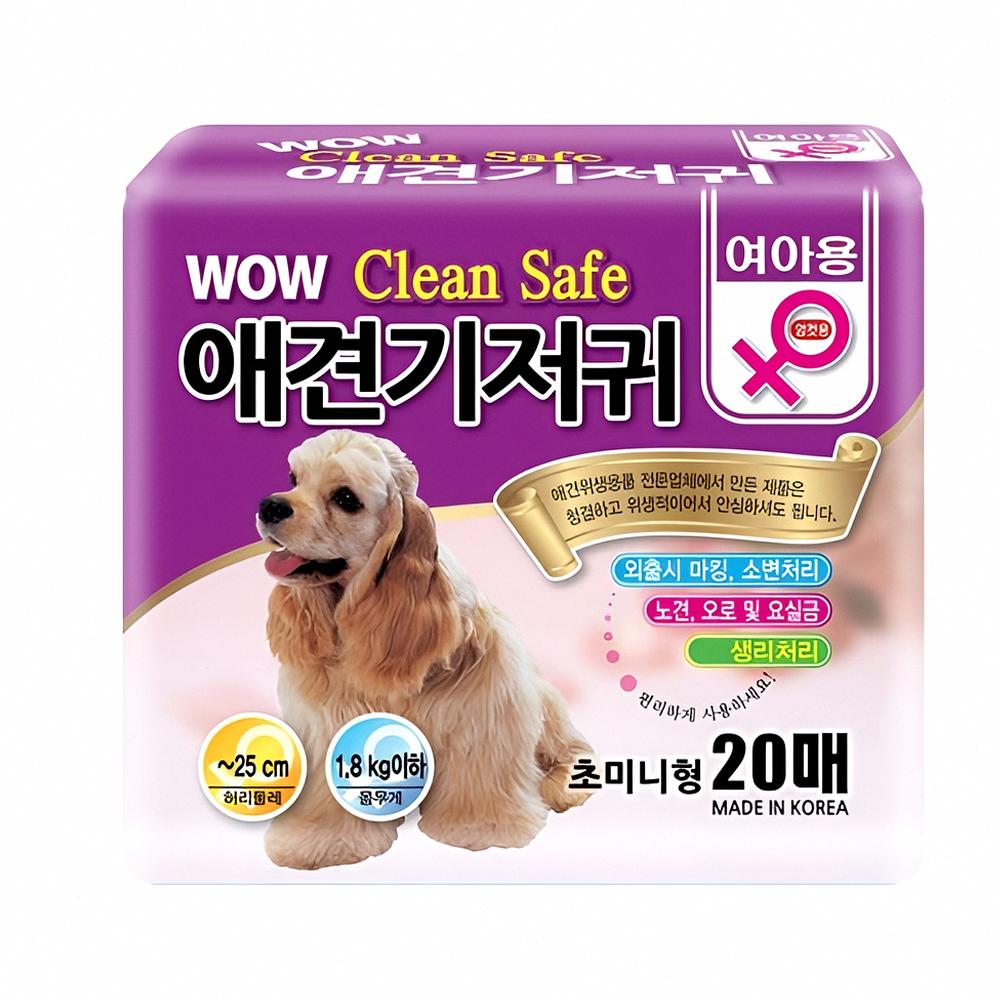 WOW
Clean Safe
애견기저귀
여아용
WOW Clean Safe
여아용
애견기저귀
암컷용
애견위생용품 전문업체에서 만든 제품은
청결하고 위생적이어서 안심하셔도 됩니다.
외출시 마킹, 소변처리
노견, 오로 및 요실금
생리처리
편리하게 사용하세요!
~25 cm
허리둘레
1.8 kg이하
몸무게
초미니형 20매
MADE IN KOREA